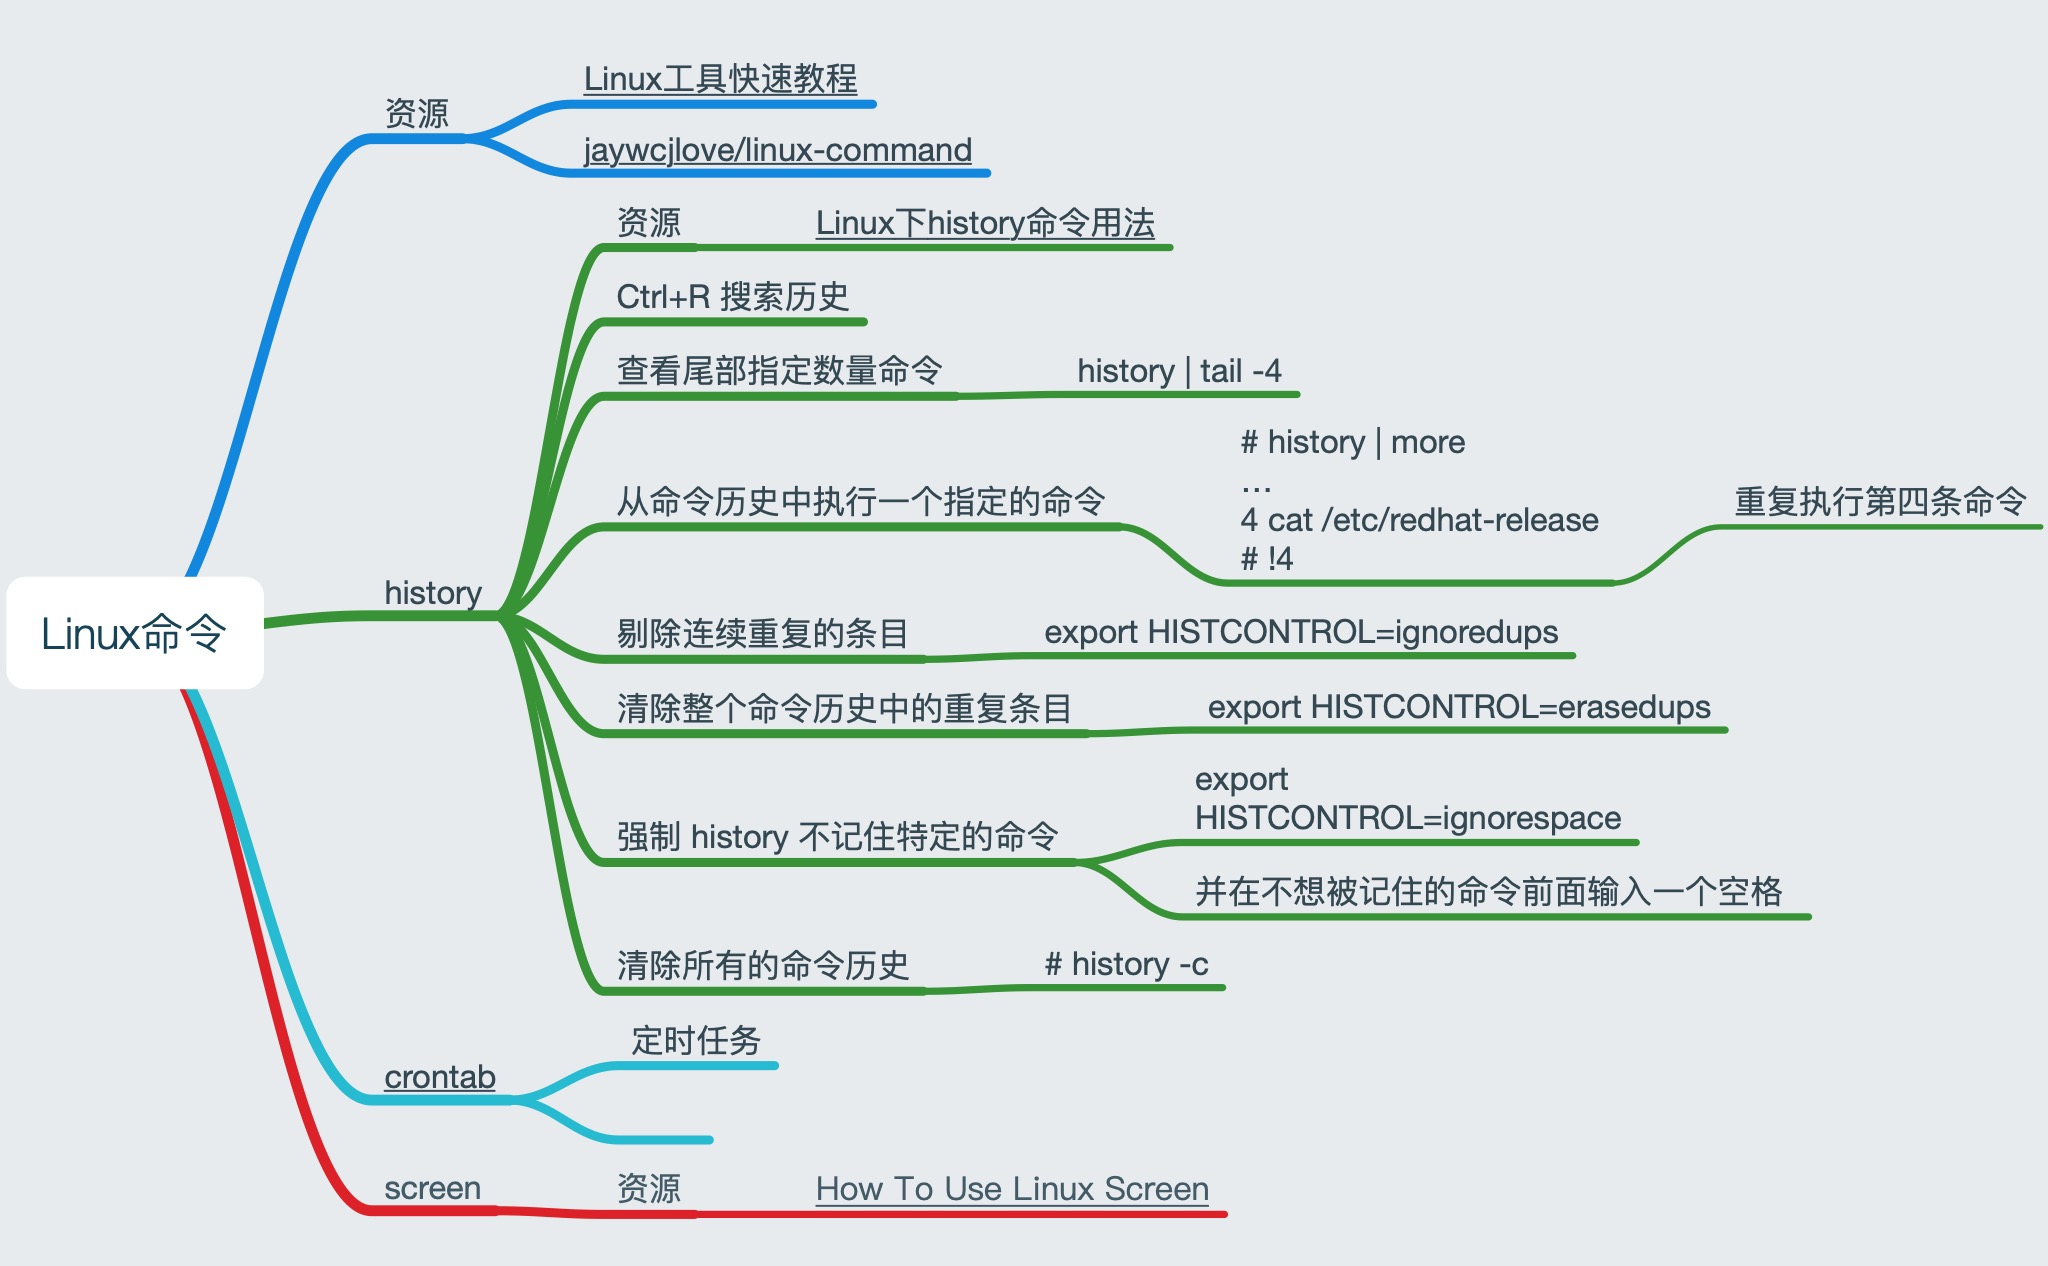 Linux命令
资源
Linux工具快速教程
jaywcjlove/linux-command
history
资源
Linux下history命令用法
Ctrl+R 搜索历史
查看尾部指定数量命令
history | tail -4
从命令历史中执行一个指定的命令
# history | more
...
4 cat /etc/redhat-release
# !4
重复执行第四条命令
剔除连续重复的条目
export HISTCONTROL=ignoredups
清除整个命令历史中的重复条目
export HISTCONTROL=erasedups
强制 history 不记住特定的命令
export
HISTCONTROL=ignorespace
并在不想被记住的命令前面输入一个空格
清除所有的命令历史
# history -c
crontab
定时任务
screen
资源
How To Use Linux Screen